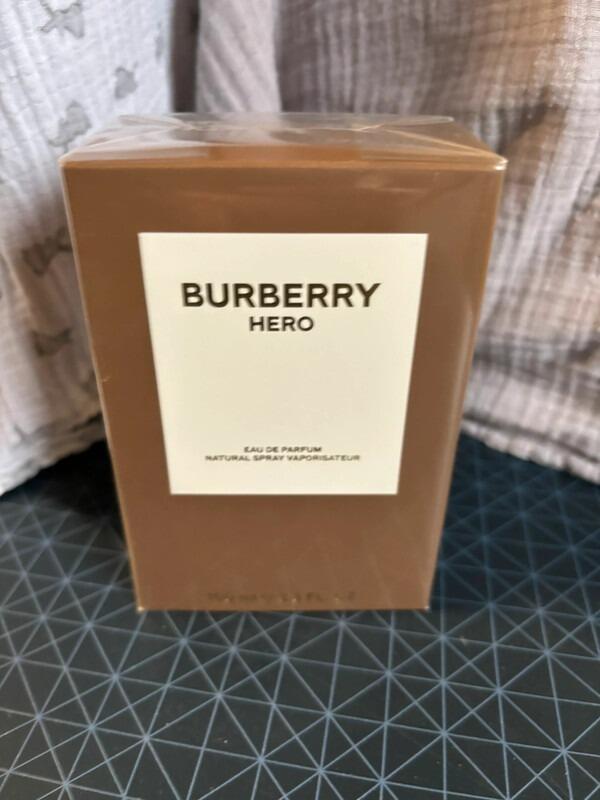 BURBERRY
HERO
EAU DE PARFUM
NATURAL SPRAY VAPORISATEUR